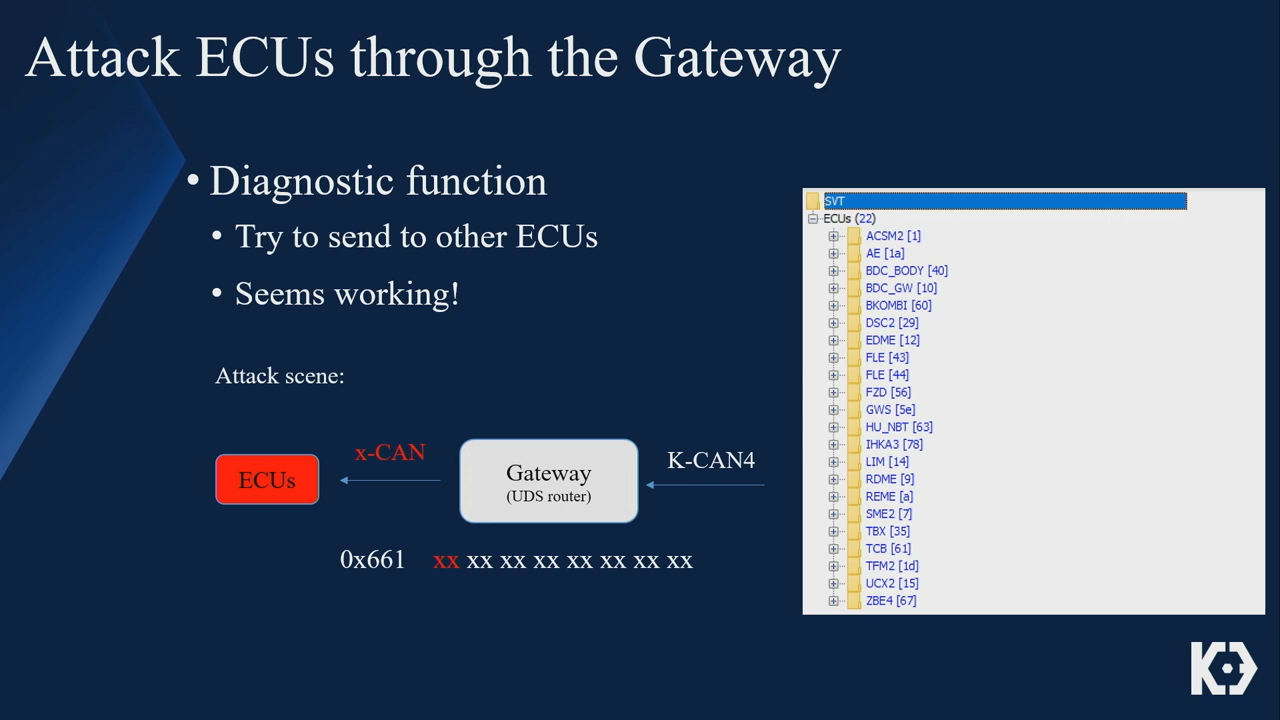 Attack ECUs through the Gateway
• Diagnostic function
• Try to send to other ECUs
• Seems working!
Attack scene:
ECUs
x-CAN
Gateway
(UDS router)
K-CAN4
0x661 xx xx xx xx xx xx xx xx
SVT
ECUs (22)
ACSM2 [1]
AE [1a]
BDC_BODY [40]
BDC_GW [10]
BKOMBI [60]
DSC2 [29]
EDME [12]
FLE [43]
FLE [44]
FZD [56]
GWS [5e]
HU_NBT [63]
IHKA3 [78]
LIM [14]
RDME [9]
REME [a]
SME2 [7]
TBX [35]
TCB [61]
TFM2 [1d]
UCX2 [15]
ZBE4 [67]